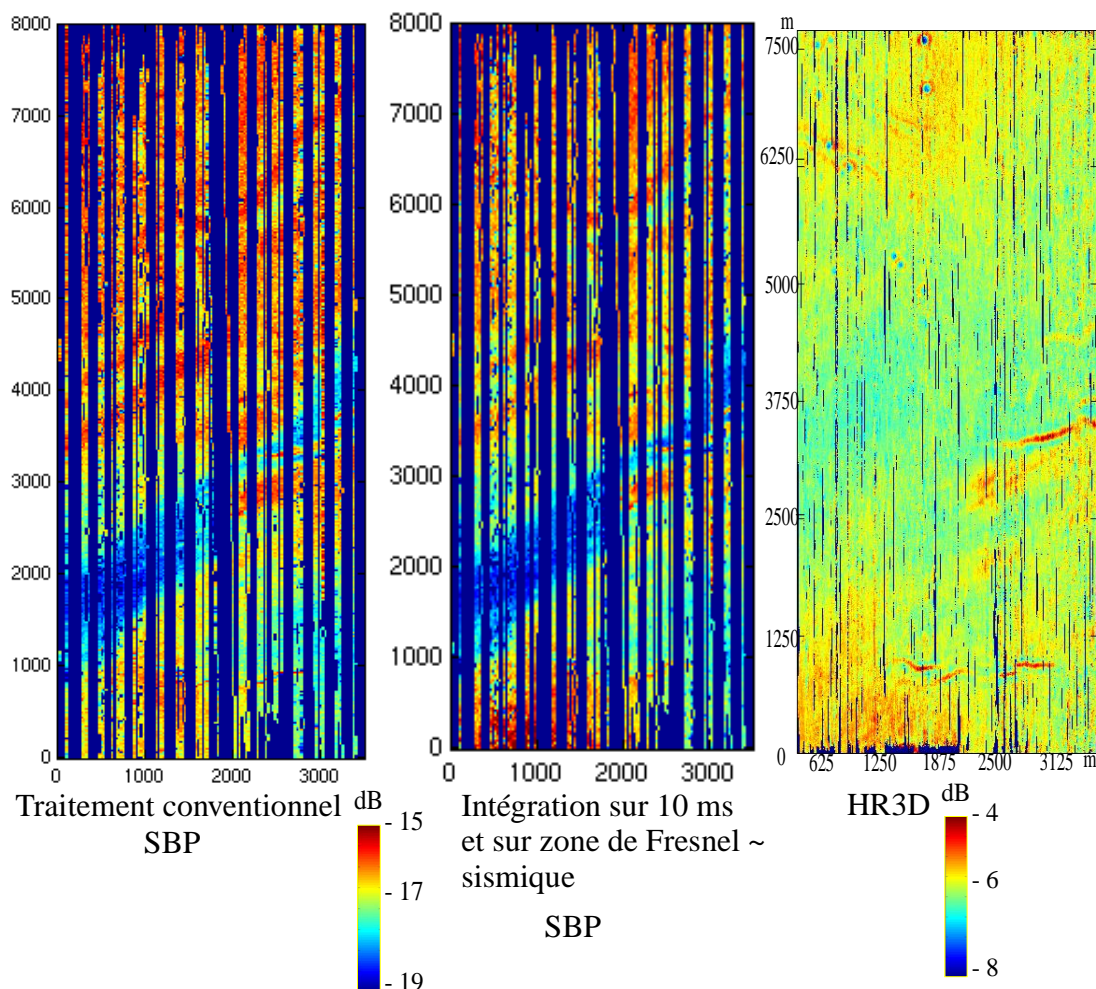 8000
7000
6000
5000
4000
3000
2000
1000
0
0 1000 2000 3000
8000
7000
6000
5000
4000
3000
2000
1000
0
0 1000 2000 3000
m
7500
6250
5000
3750
2500
1250
0
625 1250 1875 2500 3125 m
Traitement conventionnel
SBP
dB
- 15
- 17
- 19
Intégration sur 10 ms
et sur zone de Fresnel ~
sismique
SBP
HR3D
dB
- 4
- 6
- 8